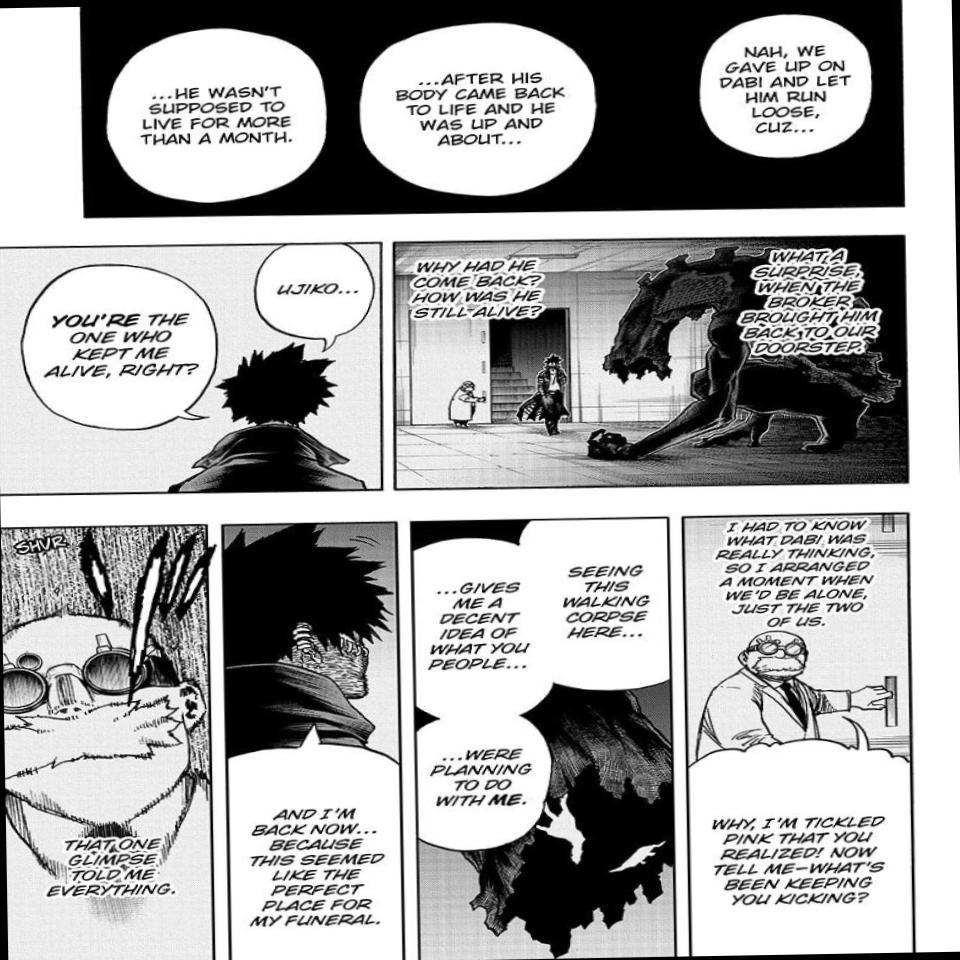 NAH, WE
GAVE UP ON
DABI AND LET
HIM RUN
LOOSE,
CUZ...
...AFTER HIS
BODY CAME BACK
TO LIFE AND HE
WAS UP AND
ABOUT...
...HE WASN'T
SUPPOSED TO
LIVE FOR MORE
THAN A MONTH.
WHAT A
SURPRISE,
WHEN THE
BROKER
BROUGHT HIM
BACK TO OUR
DOORSTEP.
WHY HAD HE
COME BACK?
HOW WAS HE
STILL ALIVE?
UJIKO...
YOU'RE THE
ONE WHO
KEPT ME
ALIVE, RIGHT?
I HAD TO KNOW
WHAT DABI WAS
REALLY THINKING,
SO I ARRANGED
A MOMENT WHEN
WE'D BE ALONE,
JUST THE TWO
OF US.
WHY, I'M TICKLED
PINK THAT YOU
REALIZED! NOW
TELL ME—WHAT'S
BEEN KEEPING
YOU KICKING?
SEEING
THIS
WALKING
CORPSE
HERE...
...GIVES
ME A
DECENT
IDEA OF
WHAT YOU
PEOPLE...
...WERE
PLANNING
TO DO
WITH ME.
AND I'M
BACK NOW...
BECAUSE
THIS SEEMED
LIKE THE
PERFECT
PLACE FOR
MY FUNERAL.
SHVR
THAT ONE
GLIMPSE
TOLD ME
EVERYTHING.